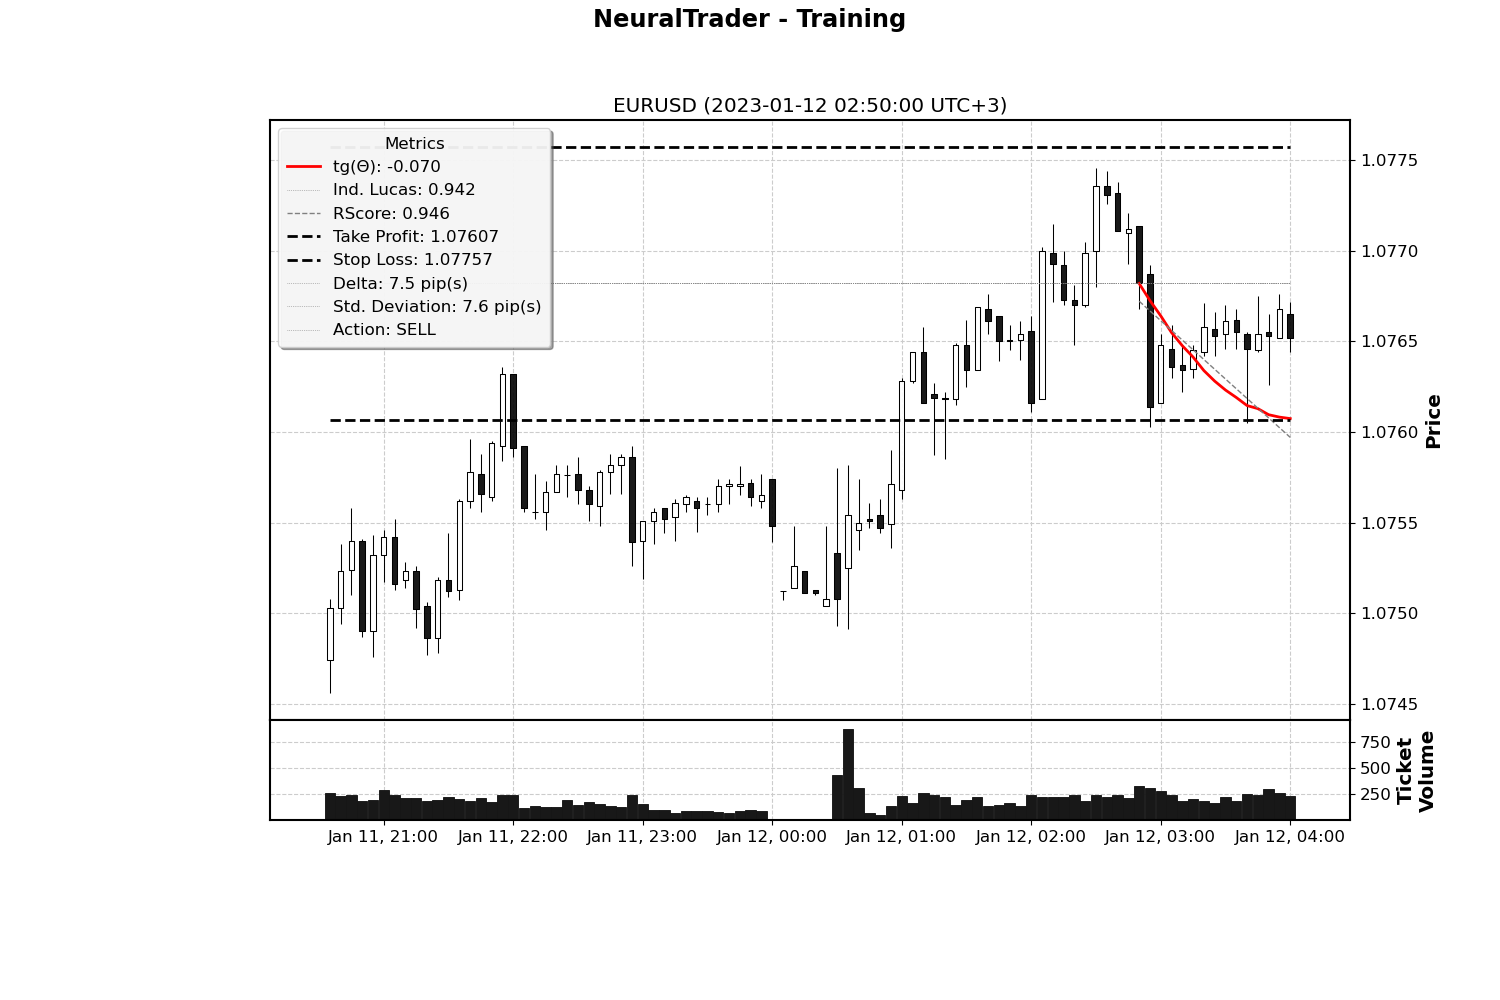 NeuralTrader - Training
EURUSD (2023-01-12 02:50:00 UTC+3)
Metrics
tg(Θ): -0.070
Ind. Lucas: 0.942
RScore: 0.946
Take Profit: 1.07607
Stop Loss: 1.07757
Delta: 7.5 pip(s)
Std. Deviation: 7.6 pip(s)
Action: SELL
1.0775
1.0770
1.0765
1.0760
1.0755
1.0750
1.0745
Price
750
500
250
Ticket
Volume
Jan 11, 21:00
Jan 11, 22:00
Jan 11, 23:00
Jan 12, 00:00
Jan 12, 01:00
Jan 12, 02:00
Jan 12, 03:00
Jan 12, 04:00